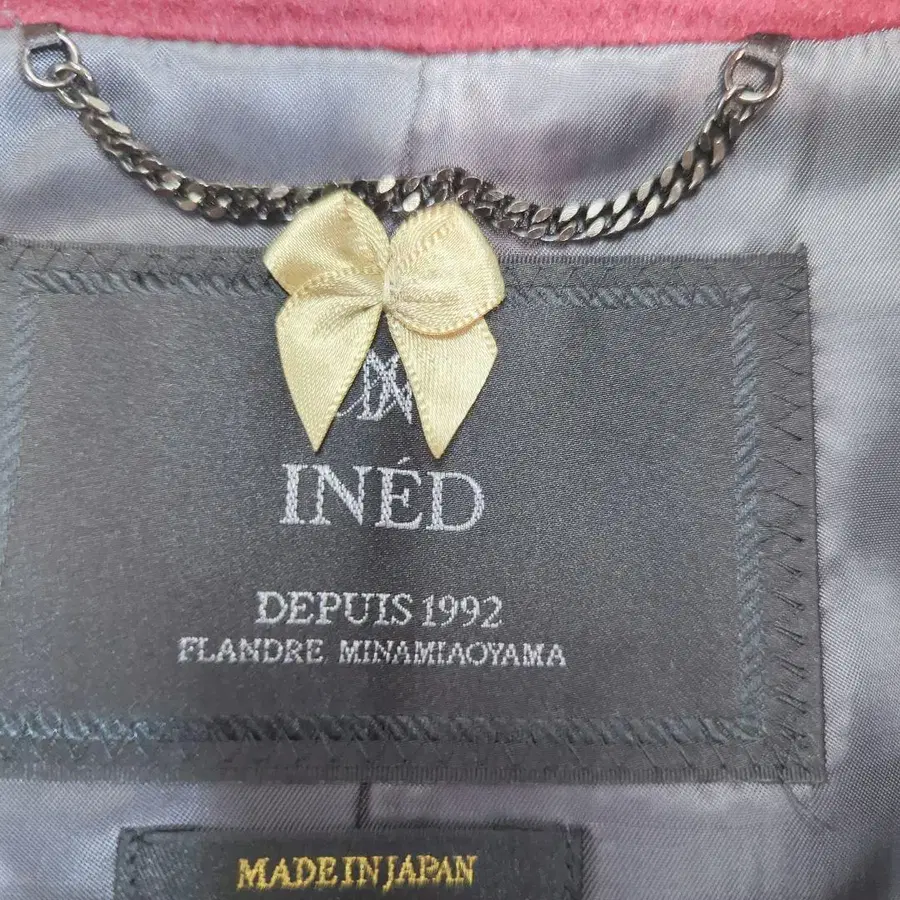 INÉD
DEPUIS 1992
FLANDRE MINAMIAOYAMA
MADE IN JAPAN